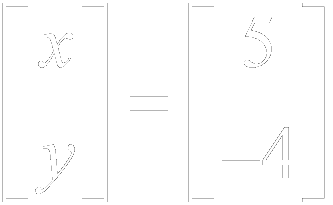 [x] = [5]
[y]   [-4]